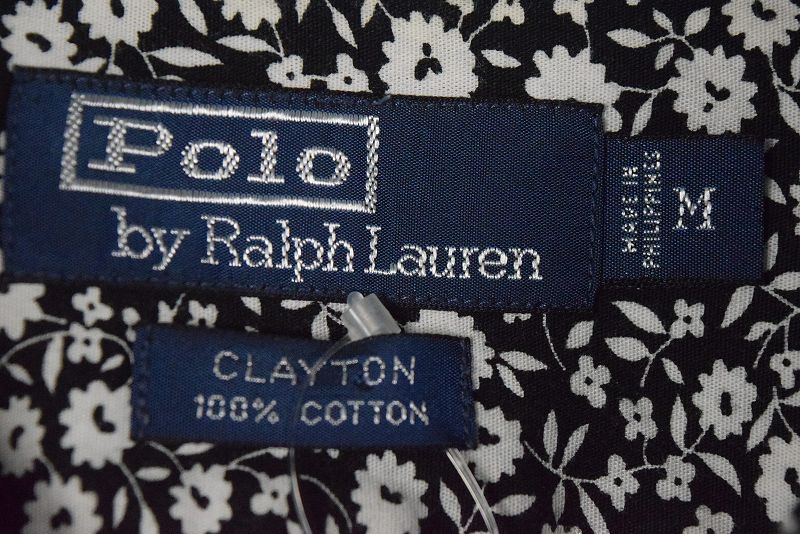 Polo
by Ralph Lauren
MADE IN
PHILIPPINES
M
CLAYTON
100% COTTON